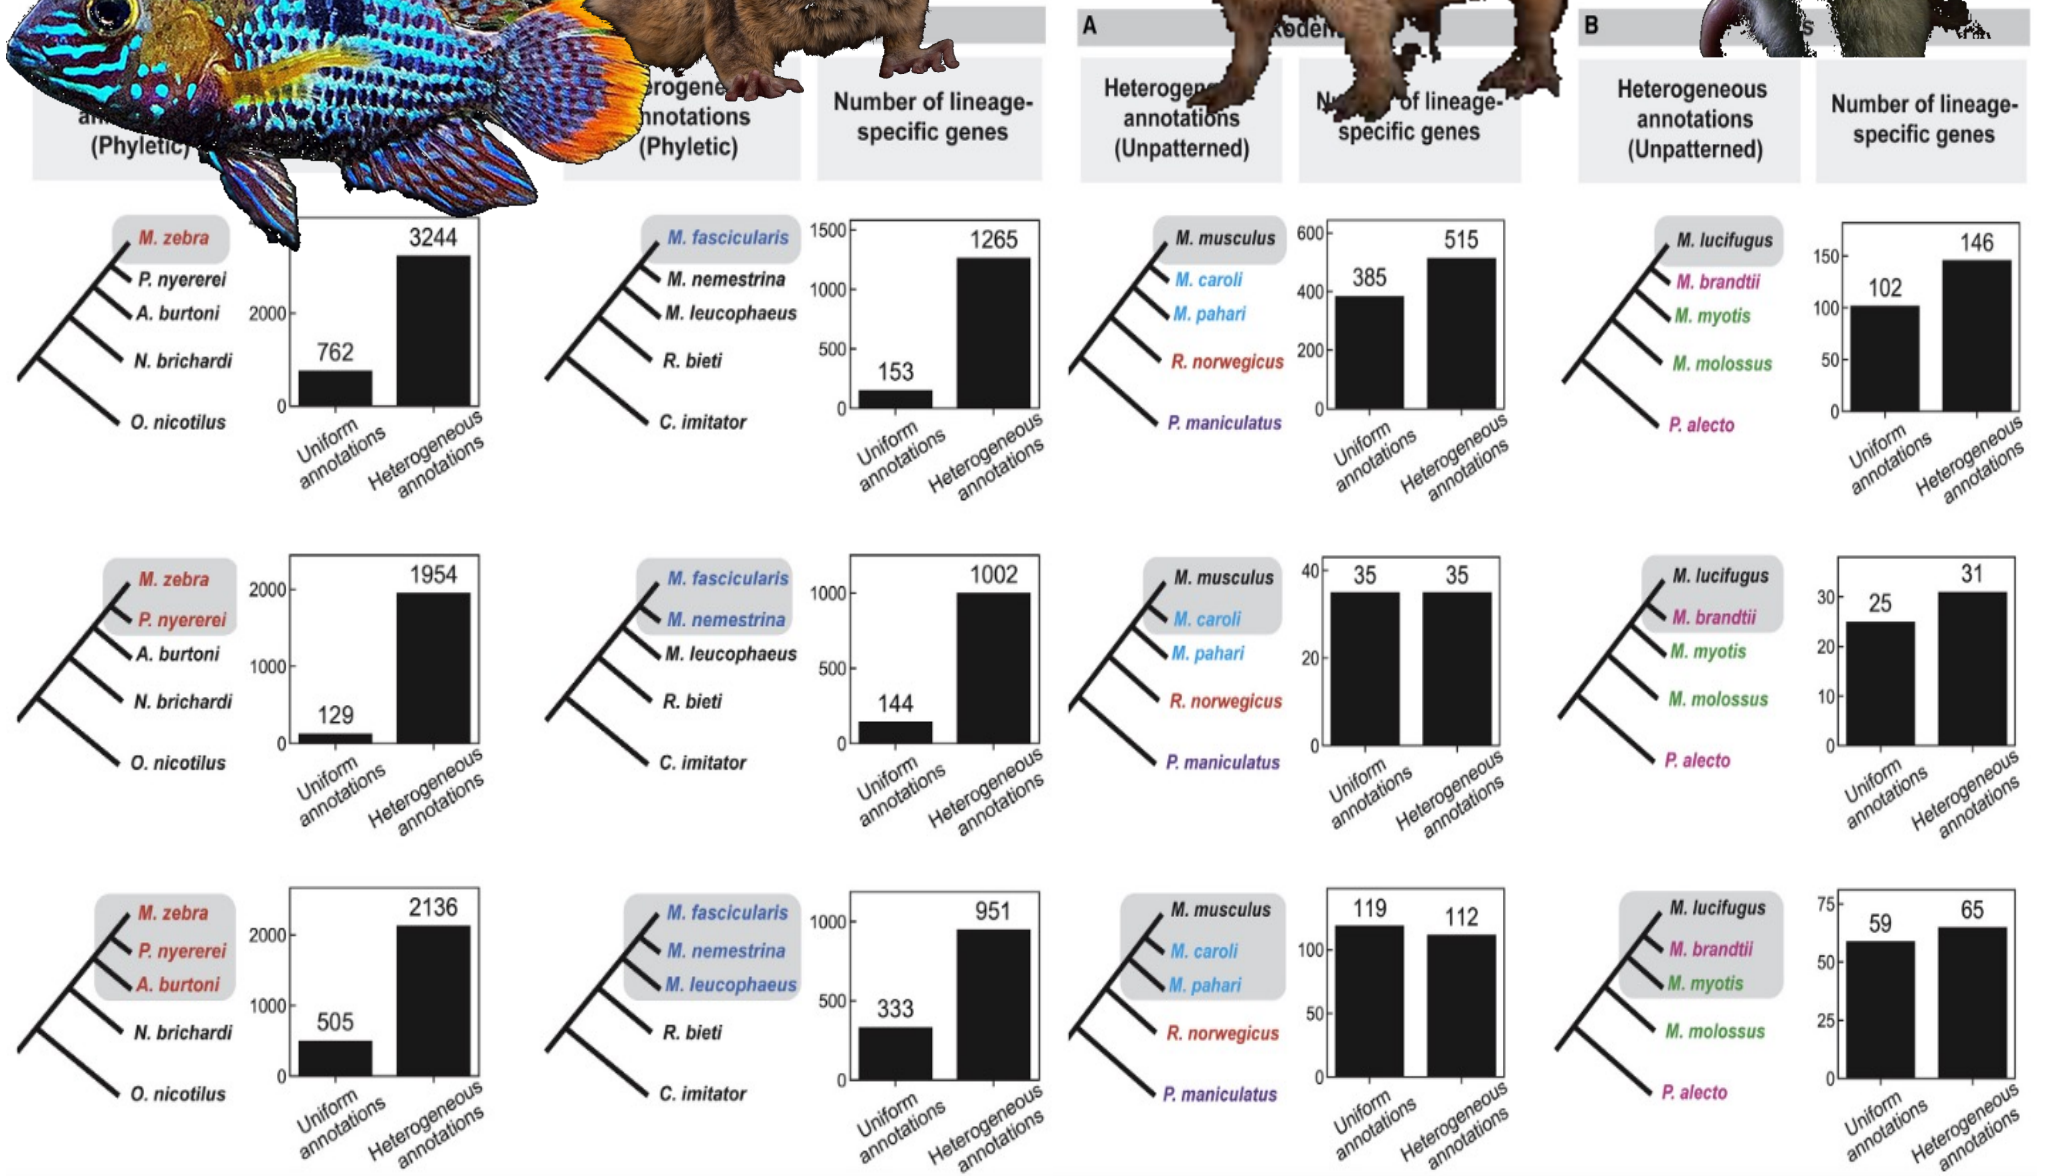 A
B
(Phyletic)
(Phyletic)
Number of lineage-
specific genes
annotations
(Unpatterned)
of lineage-
specific genes
Heterogeneous
annotations
(Unpatterned)
Number of lineage-
specific genes
M. zebra
P. nyererei
A. burtoni
N. brichardi
O. nicotilus
3244
2000
762
0
Uniform
annotations
Heterogeneous
annotations
M. fascicularis
M. nemestrina
M. leucophaeus
R. bieti
C. imitator
1500
1265
1000
500
153
0
Uniform
annotations
Heterogeneous
annotations
M. musculus
M. caroli
M. pahari
R. norwegicus
P. maniculatus
600
515
385
400
200
0
Uniform
annotations
Heterogeneous
annotations
M. lucifugus
M. brandtii
M. myotis
M. molossus
P. alecto
150
146
102
100
50
0
Uniform
annotations
Heterogeneous
annotations
M. zebra
P. nyererei
A. burtoni
N. brichardi
O. nicotilus
2000
1954
1000
129
0
Uniform
annotations
Heterogeneous
annotations
M. fascicularis
M. nemestrina
M. leucophaeus
R. bieti
C. imitator
1002
1000
500
144
0
Uniform
annotations
Heterogeneous
annotations
M. musculus
M. caroli
M. pahari
R. norwegicus
P. maniculatus
40
35
35
20
0
Uniform
annotations
Heterogeneous
annotations
M. lucifugus
M. brandtii
M. myotis
M. molossus
P. alecto
31
30
25
20
10
0
Uniform
annotations
Heterogeneous
annotations
M. zebra
P. nyererei
A. burtoni
N. brichardi
O. nicotilus
2136
2000
1000
505
0
Uniform
annotations
Heterogeneous
annotations
M. fascicularis
M. nemestrina
M. leucophaeus
R. bieti
C. imitator
1000
951
500
333
0
Uniform
annotations
Heterogeneous
annotations
M. musculus
M. caroli
M. pahari
R. norwegicus
P. maniculatus
119
112
100
50
0
Uniform
annotations
Heterogeneous
annotations
M. lucifugus
M. brandtii
M. myotis
M. molossus
P. alecto
75
65
59
50
25
0
Uniform
annotations
Heterogeneous
annotations